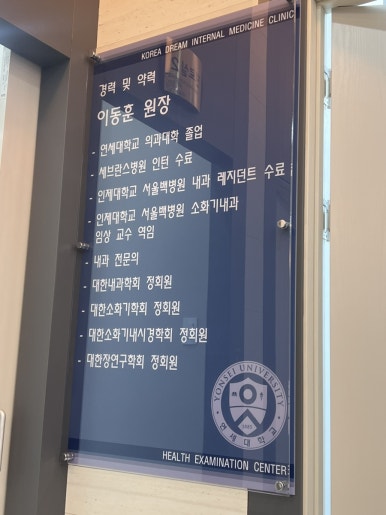 KOREA DREAM INTERNAL MEDICINE CLINIC
경력 및 약력
이동훈 원장
- 연세대학교 의과대학 졸업
- 세브란스병원 인턴 수료
- 인제대학교 서울백병원 내과 레지던트 수료
- 인제대학교 서울백병원 소화기내과
임상 교수 역임
- 내과 전문의
- 대한내과학회 정회원
- 대한소화기학회 정회원
- 대한소화기내시경학회 정회원
- 대한장연구학회 정회원
YONSEI UNIVERSITY
1885
연세대학교
HEALTH EXAMINATION CENTER